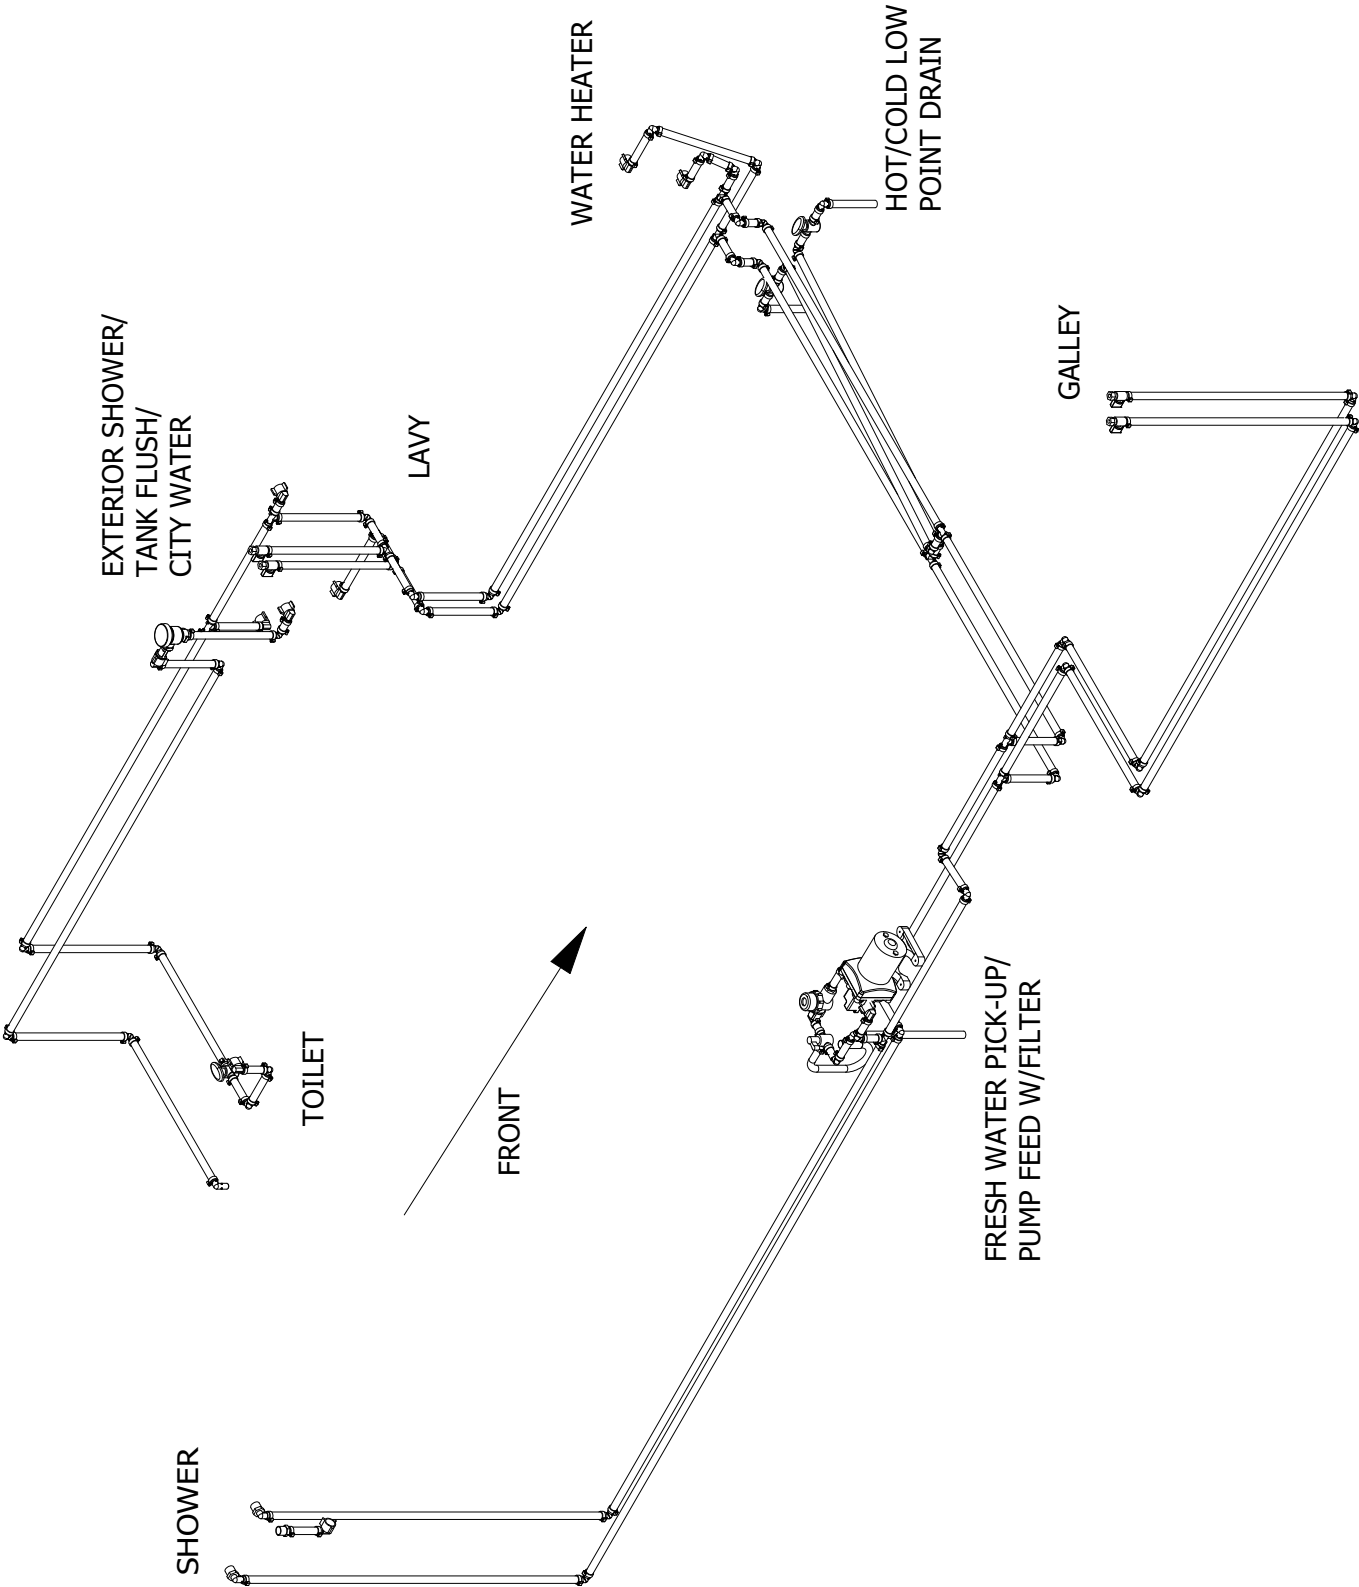 EXTERIOR SHOWER/
TANK FLUSH/
CITY WATER
LAVY
WATER HEATER
HOT/COLD LOW
POINT DRAIN
GALLEY
TOILET
FRONT
FRESH WATER PICK-UP/
PUMP FEED W/FILTER
SHOWER